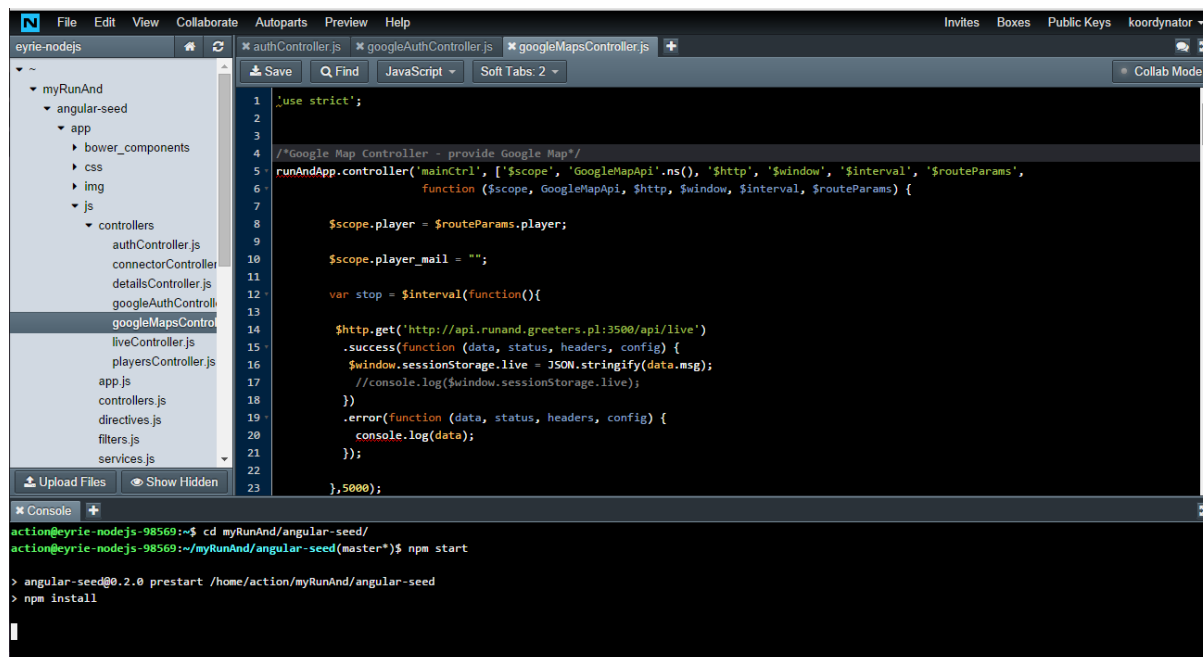 N File Edit View Collaborate Autoparts Preview Help Invites Boxes Public Keys koordynator
eyrie-nodejs
authController.js googleAuthController.js googleMapsController.js
Save Find JavaScript Soft Tabs: 2 Collab Mode
~
myRunAnd
angular-seed
app
bower_components
css
img
js
controllers
authController.js
connectorController
detailsController.js
googleAuthControll
googleMapsControl
liveController.js
playersController.js
app.js
controllers.js
directives.js
filters.js
services.js
Upload Files Show Hidden
1 'use strict';
2
3
4 /*Google Map Controller - provide Google Map*/
5 runAndApp.controller('mainCtrl', ['$scope', 'GoogleMapApi'.ns(), '$http', '$window', '$interval', '$routeParams',
6 function ($scope, GoogleMapApi, $http, $window, $interval, $routeParams) {
7
8 $scope.player = $routeParams.player;
9
10 $scope.player_mail = "";
11
12 var stop = $interval(function(){
13
14 $http.get('http://api.runand.greeters.pl:3500/api/live')
15 .success(function (data, status, headers, config) {
16 $window.sessionStorage.live = JSON.stringify(data.msg);
17 //console.log($window.sessionStorage.live);
18 })
19 .error(function (data, status, headers, config) {
20 console.log(data);
21 });
22
23 },5000);
Console
action@eyrie-nodejs-98569:~$ cd myRunAnd/angular-seed/
action@eyrie-nodejs-98569:~/myRunAnd/angular-seed(master*)$ npm start
> angular-seed@0.2.0 prestart /home/action/myRunAnd/angular-seed
> npm install